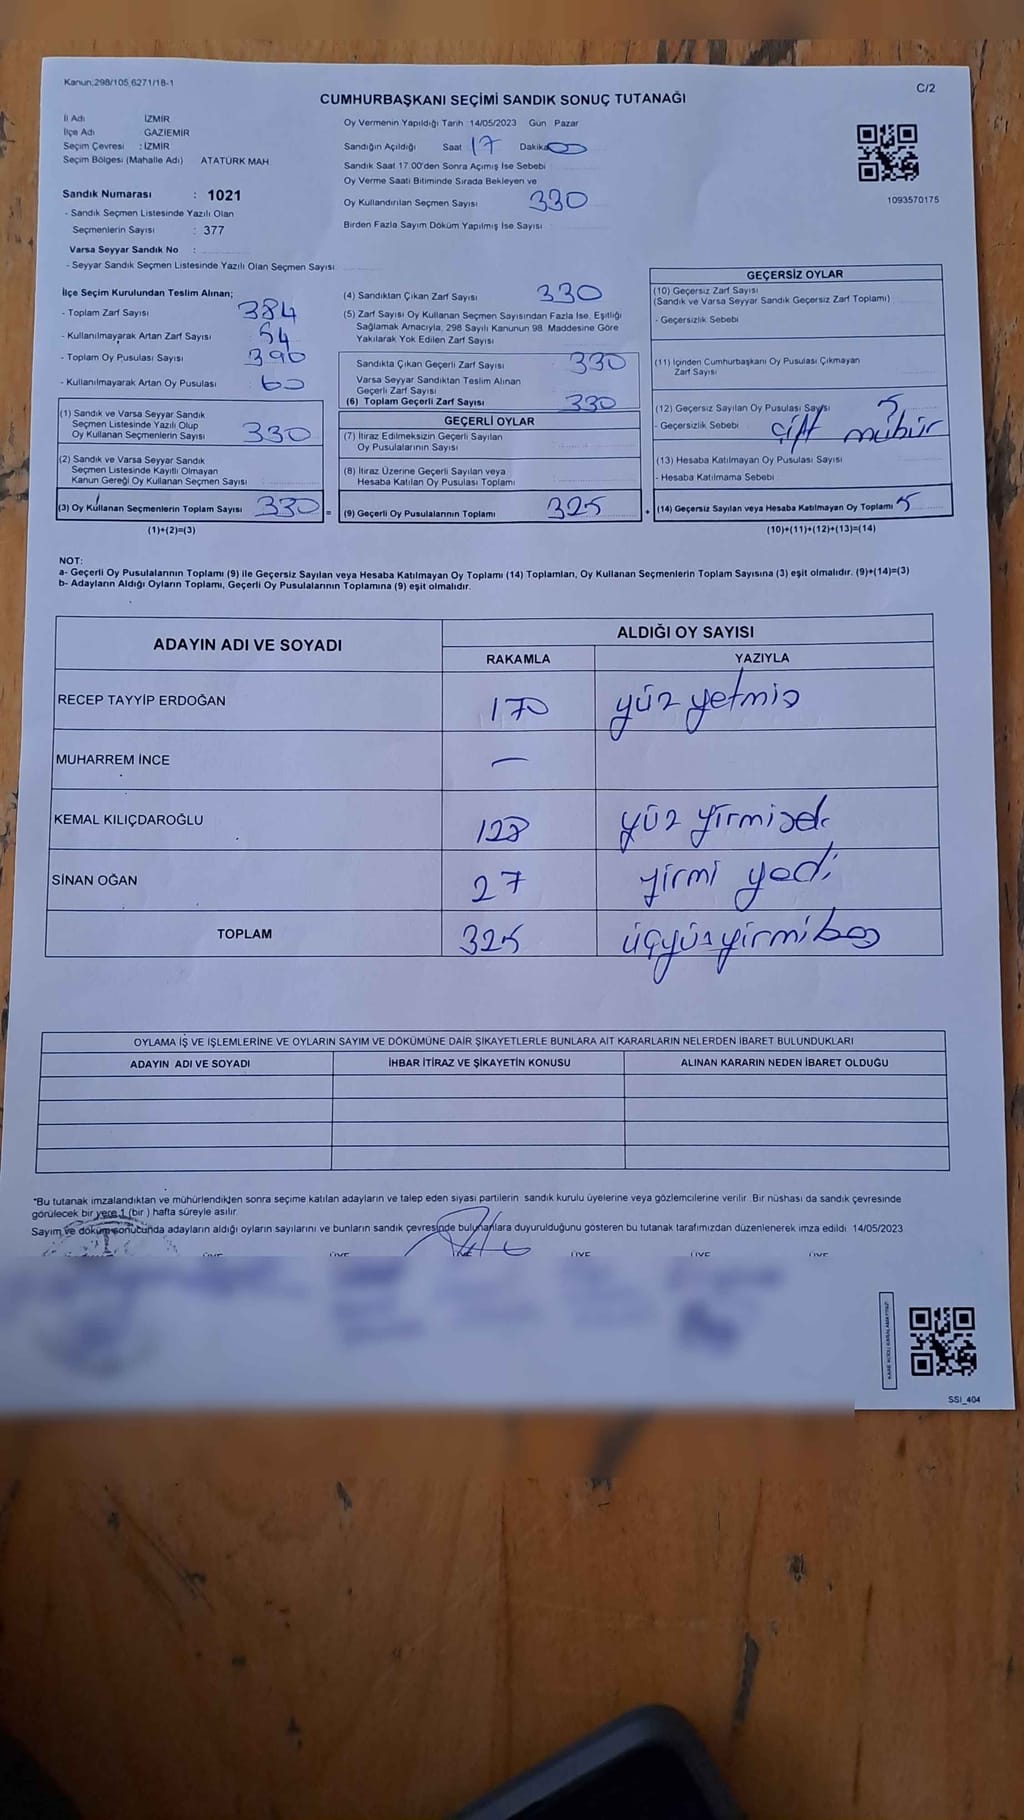 Kanun:298/105,6271/18-1
C/2
CUMHURBAŞKANI SEÇİMİ SANDIK SONUÇ TUTANAĞI
İl Adı İZMİR
İlçe Adı GAZİEMİR
Seçim Çevresi : İZMİR
Seçim Bölgesi (Mahalle Adı) ATATÜRK MAH
Sandık Numarası : 1021
- Sandık Seçmen Listesinde Yazılı Olan
Seçmenlerin Sayısı : 377
Varsa Seyyar Sandık No :
- Seyyar Sandık Seçmen Listesinde Yazılı Olan Seçmen Sayısı
Oy Vermenin Yapıldığı Tarih 14/05/2023 Gün Pazar
Sandığın Açıldığı Saat 17 Dakika 00
Sandık Saat 17:00'den Sonra Açımış İse Sebebi
Oy Verme Saati Bitiminde Sırada Bekleyen ve
Oy Kullandırılan Seçmen Sayısı 330
Birden Fazla Sayım Döküm Yapılmış İse Sayısı
1093570175
İlçe Seçim Kurulundan Teslim Alınan;
- Toplam Zarf Sayısı 384
- Kullanılmayarak Artan Zarf Sayısı 54
- Toplam Oy Pusulası Sayısı 390
- Kullanılmayarak Artan Oy Pusulası 60
(1) Sandık ve Varsa Seyyar Sandık
Seçmen Listesinde Yazılı Olup
Oy Kullanan Seçmenlerin Sayısı 330
(2) Sandık ve Varsa Seyyar Sandık
Seçmen Listesinde Kayıtlı Olmayan
Kanun Gereği Oy Kullanan Seçmen Sayısı
(3) Oy Kullanan Seçmenlerin Toplam Sayısı 330 =
(1)+(2)=(3)
(4) Sandıktan Çıkan Zarf Sayısı 330
(5) Zarf Sayısı Oy Kullanan Seçmen Sayısından Fazla İse, Eşitliği
Sağlamak Amacıyla, 298 Sayılı Kanunun 98. Maddesine Göre
Yakılarak Yok Edilen Zarf Sayısı
Sandıkta Çıkan Geçerli Zarf Sayısı 330
Varsa Seyyar Sandıktan Teslim Alınan
Geçerli Zarf Sayısı
(6) Toplam Geçerli Zarf Sayısı 330
GEÇERLİ OYLAR
(7) İtiraz Edilmeksizin Geçerli Sayılan
Oy Pusulalarının Sayısı
(8) İtiraz Üzerine Geçerli Sayılan veya
Hesaba Katılan Oy Pusulası Toplamı
(9) Geçerli Oy Pusulalarının Toplamı 325 +
GEÇERSİZ OYLAR
(10) Geçersiz Zarf Sayısı
(Sandık ve Varsa Seyyar Sandık Geçersiz Zarf Toplamı)
- Geçersizlik Sebebi
(11) İçinden Cumhurbaşkanı Oy Pusulası Çıkmayan
Zarf Sayısı
(12) Geçersiz Sayılan Oy Pusulası Sayısı 5
- Geçersizlik Sebebi çift mühür
(13) Hesaba Katılmayan Oy Pusulası Sayısı
- Hesaba Katılmama Sebebi
(14) Geçersiz Sayılan veya Hesaba Katılmayan Oy Toplamı 5
(10)+(11)+(12)+(13)=(14)
NOT:
a- Geçerli Oy Pusulalarının Toplamı (9) ile Geçersiz Sayılan veya Hesaba Katılmayan Oy Toplamı (14) Toplamları, Oy Kullanan Seçmenlerin Toplam Sayısına (3) eşit olmalıdır. (9)+(14)=(3)
b- Adayların Aldığı Oyların Toplamı, Geçerli Oy Pusulalarının Toplamına (9) eşit olmalıdır.
ADAYIN ADI VE SOYADI
ALDIĞI OY SAYISI
RAKAMLA YAZIYLA
RECEP TAYYİP ERDOĞAN 170 yüz yetmiş
MUHARREM İNCE —
KEMAL KILIÇDAROĞLU 128 yüz yirmisek
SİNAN OĞAN 27 yirmi yedi
TOPLAM 325 üçyüz yirmibeş
OYLAMA İŞ VE İŞLEMLERİNE VE OYLARIN SAYIM VE DÖKÜMÜNE DAİR ŞİKAYETLERLE BUNLARA AİT KARARLARIN NELERDEN İBARET BULUNDUKLARI
ADAYIN ADI VE SOYADI İHBAR İTİRAZ VE ŞİKAYETİN KONUSU ALINAN KARARIN NEDEN İBARET OLDUĞU
*Bu tutanak imzalandıktan ve mühürlendikten sonra seçime katılan adayların ve talep eden siyasi partilerin sandık kurulu üyelerine veya gözlemcilerine verilir. Bir nüshası da sandık çevresinde
görülecek bir yere 1 (bir ) hafta süreyle asılır.
Sayım ve döküm sonucunda adayların aldığı oyların sayılarını ve bunların sandık çevresinde bulunanlara duyurulduğunu gösteren bu tutanak tarafımızdan düzenlenerek imza edildi. 14/05/2023
ÜYE ÜYE ÜYE ÜYE ÜYE ÜYE
KARE KODU KARALAMAYINIZ!
SSI_404